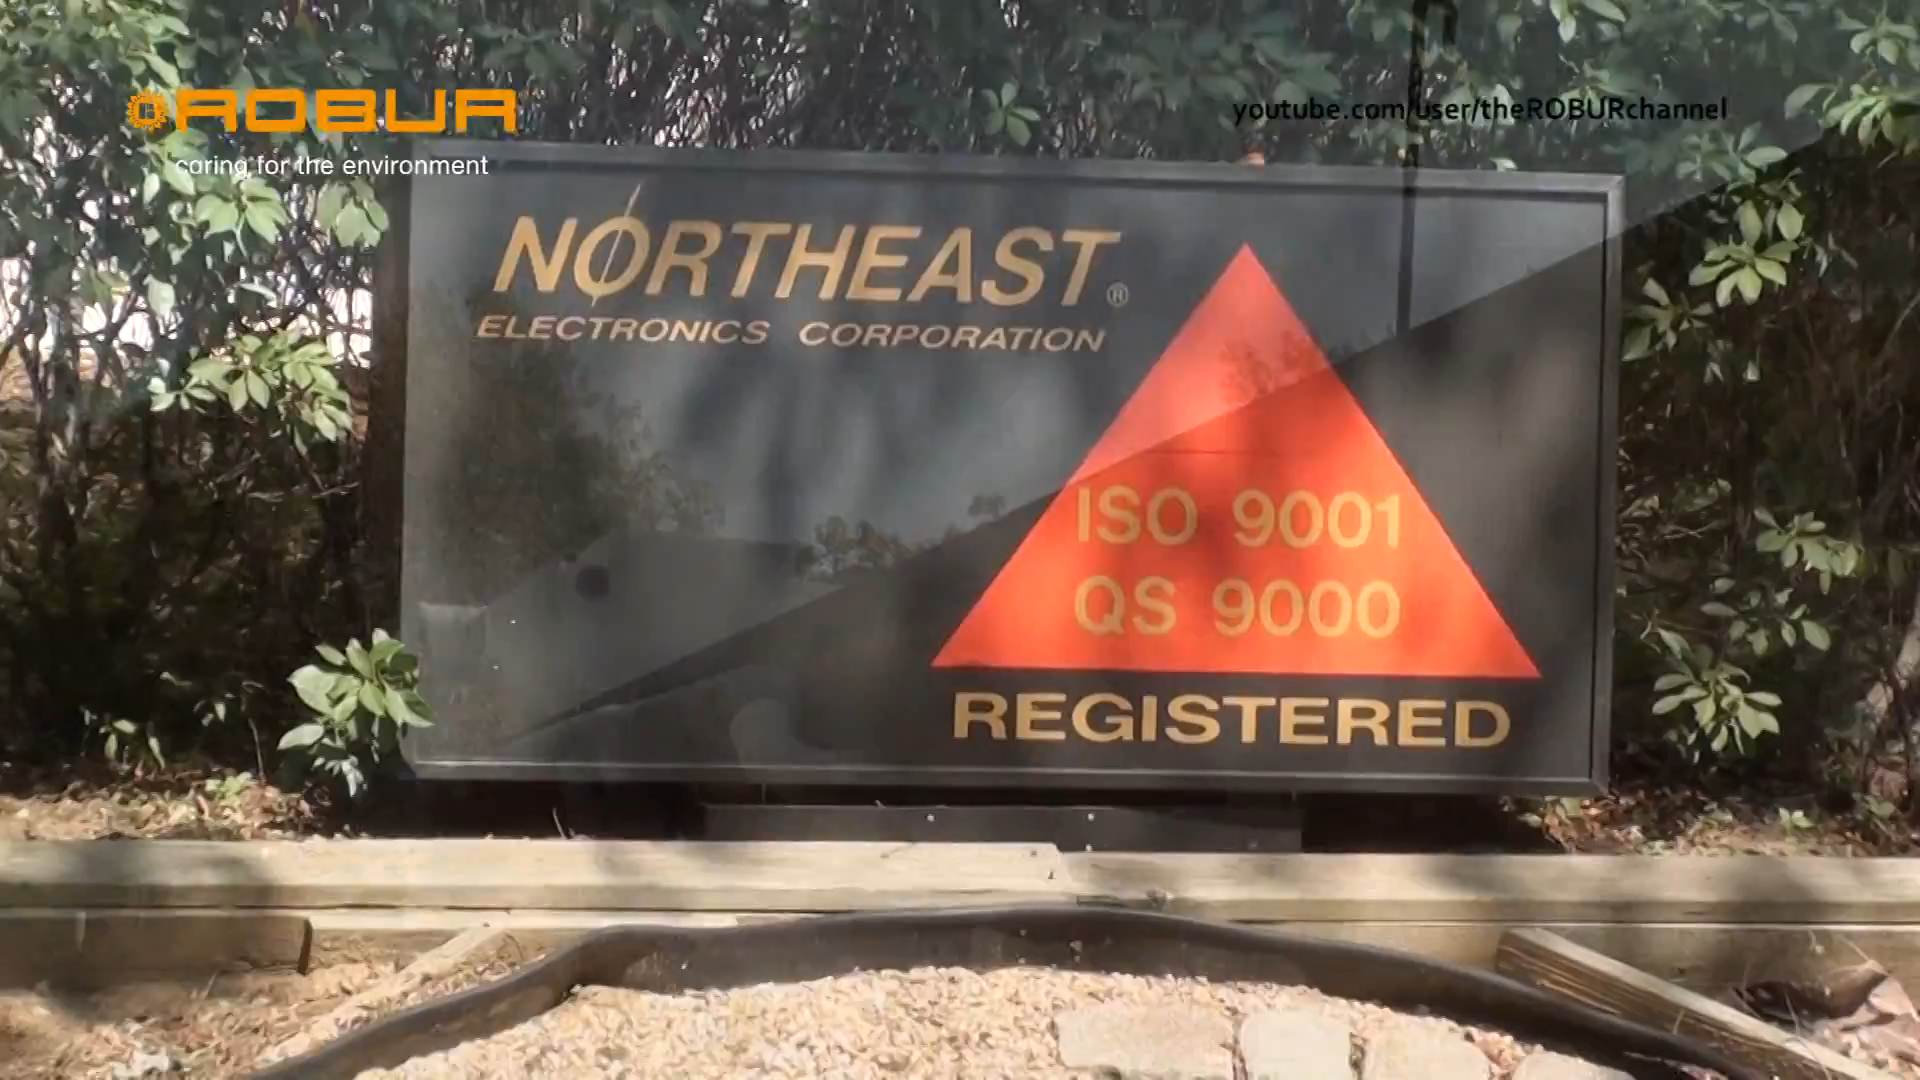 ROBUR
caring for the environment
youtube.com/user/theROBURchannel
NORTHEAST®
ELECTRONICS CORPORATION
ISO 9001
QS 9000
REGISTERED